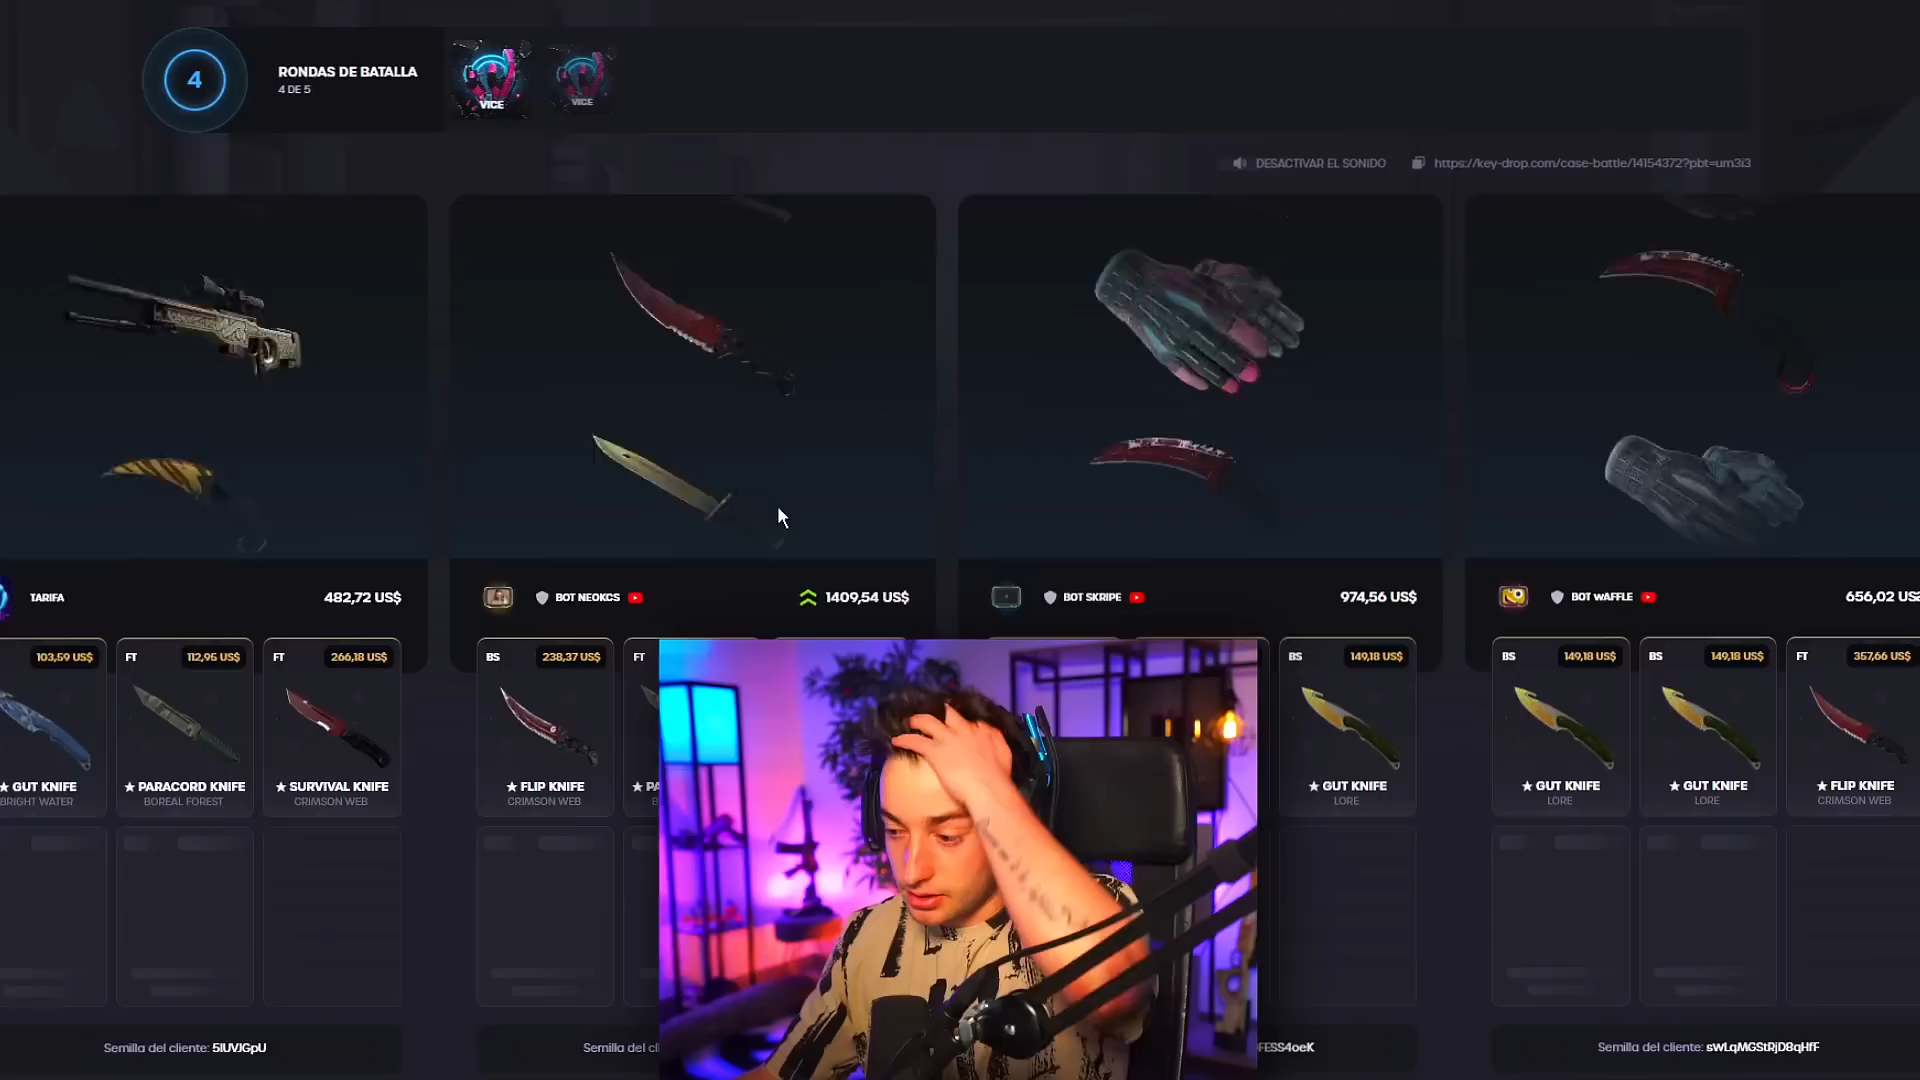 4
RONDAS DE BATALLA
4 DE 5
VICE
VICE
DESACTIVAR EL SONIDO
https://key-drop.com/case-battle/14154372?pbt=um3i3
TARIFA
482,72 US$
BOT NEOKCS
1409,54 US$
BOT SKRIPE
974,56 US$
BOT WAFFLE
656,02 US$
103,59 US$
FT
112,95 US$
FT
266,18 US$
BS
238,37 US$
FT
BS
149,18 US$
BS
149,18 US$
BS
149,18 US$
FT
357,66 US$
★ GUT KNIFE
BRIGHT WATER
★ PARACORD KNIFE
BOREAL FOREST
★ SURVIVAL KNIFE
CRIMSON WEB
★ FLIP KNIFE
CRIMSON WEB
★ PA
B
★ GUT KNIFE
LORE
★ GUT KNIFE
LORE
★ GUT KNIFE
LORE
★ FLIP KNIFE
CRIMSON WEB
Semilla del cliente: 5IUVJGpU
Semilla del cl
FESS4oeK
Semilla del cliente: sWLqMGStRjD8qHfF